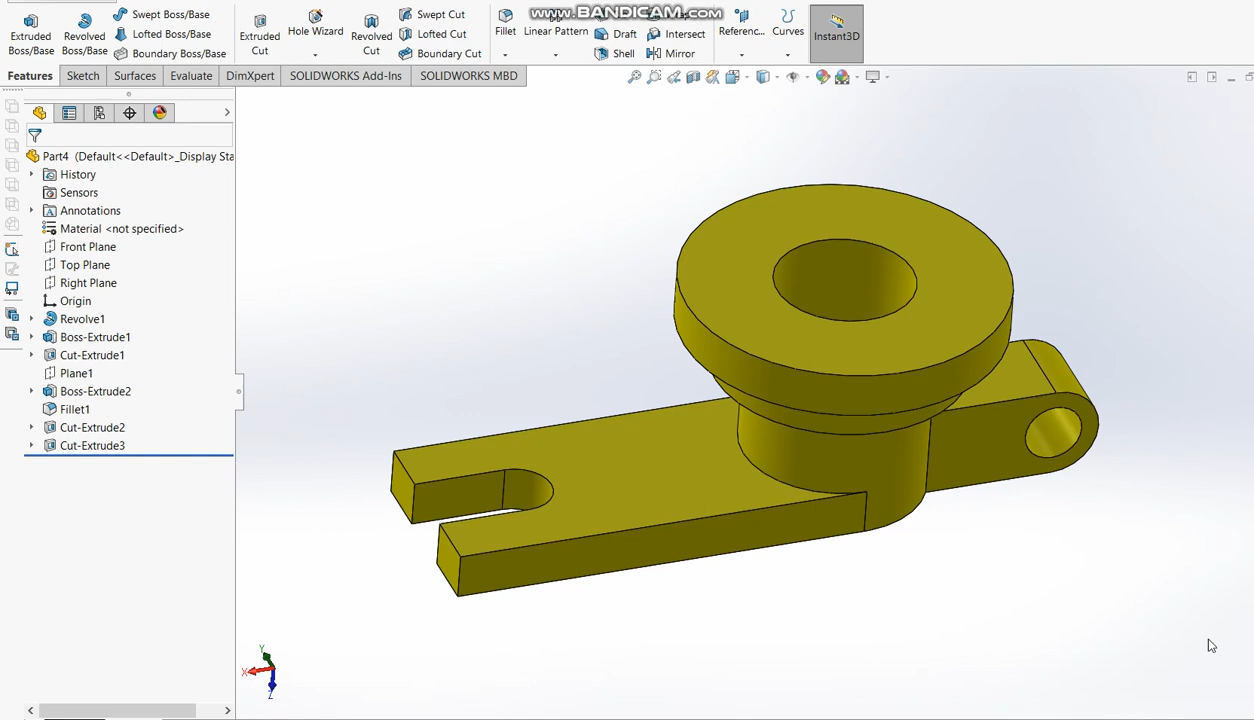 www.BANDICAM.com
Extruded Boss/Base
Revolved Boss/Base
Swept Boss/Base
Lofted Boss/Base
Boundary Boss/Base
Extruded Cut
Hole Wizard
Revolved Cut
Swept Cut
Lofted Cut
Boundary Cut
Fillet
Linear Pattern
Draft
Shell
Intersect
Mirror
Referenc...
Curves
Instant3D
Features
Sketch
Surfaces
Evaluate
DimXpert
SOLIDWORKS Add-Ins
SOLIDWORKS MBD
Part4 (Default<<Default>_Display Sta
History
Sensors
Annotations
Material <not specified>
Front Plane
Top Plane
Right Plane
Origin
Revolve1
Boss-Extrude1
Cut-Extrude1
Plane1
Boss-Extrude2
Fillet1
Cut-Extrude2
Cut-Extrude3
Y
X
Z